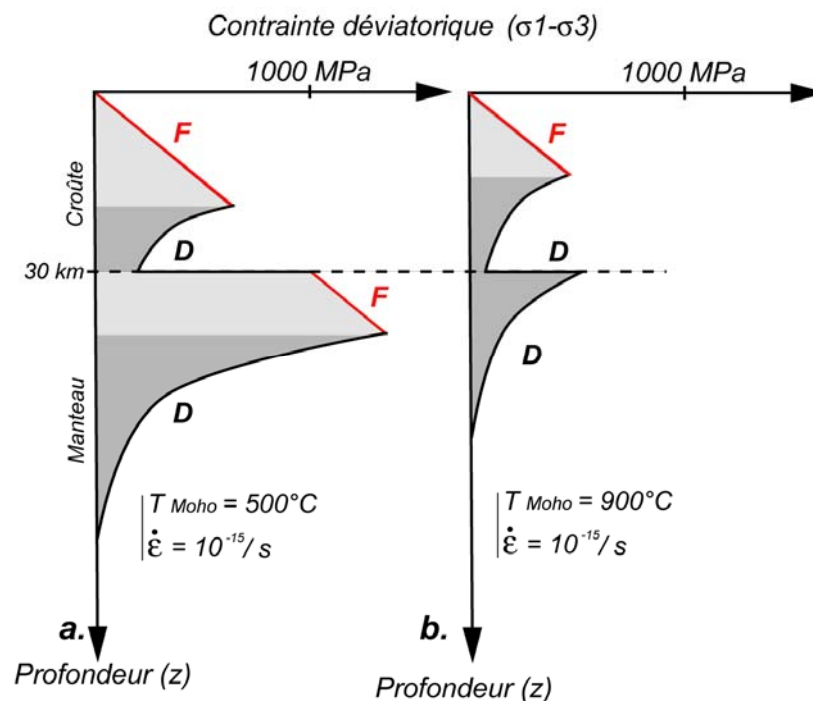 Contrainte déviatorique (σ1-σ3)
1000 MPa
1000 MPa
F
F
Croûte
D
D
30 km
F
D
D
Manteau
T Moho = 500°C
ε̇ = 10⁻¹⁵/ s
T Moho = 900°C
ε̇ = 10⁻¹⁵/ s
a.
b.
Profondeur (z)
Profondeur (z)